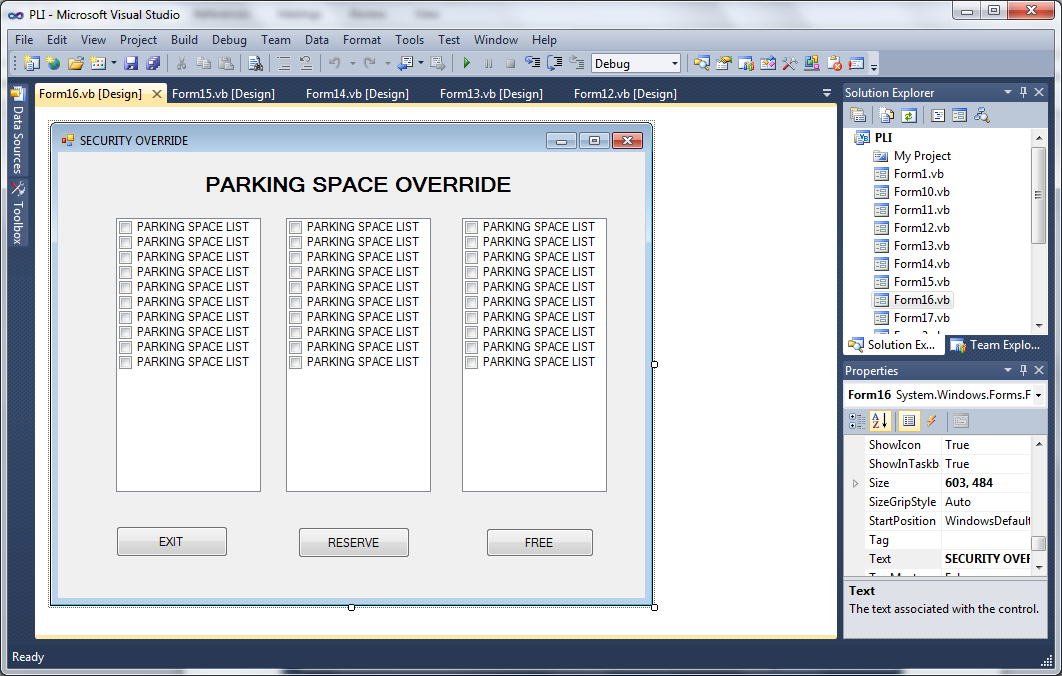 PLI - Microsoft Visual Studio
File Edit View Project Build Debug Team Data Format Tools Test Window Help
Debug
Form16.vb [Design] Form15.vb [Design] Form14.vb [Design] Form13.vb [Design] Form12.vb [Design]
Data Sources
Toolbox
SECURITY OVERRIDE
PARKING SPACE OVERRIDE
PARKING SPACE LIST PARKING SPACE LIST PARKING SPACE LIST
PARKING SPACE LIST PARKING SPACE LIST PARKING SPACE LIST
PARKING SPACE LIST PARKING SPACE LIST PARKING SPACE LIST
PARKING SPACE LIST PARKING SPACE LIST PARKING SPACE LIST
PARKING SPACE LIST PARKING SPACE LIST PARKING SPACE LIST
PARKING SPACE LIST PARKING SPACE LIST PARKING SPACE LIST
PARKING SPACE LIST PARKING SPACE LIST PARKING SPACE LIST
PARKING SPACE LIST PARKING SPACE LIST PARKING SPACE LIST
PARKING SPACE LIST PARKING SPACE LIST PARKING SPACE LIST
PARKING SPACE LIST PARKING SPACE LIST PARKING SPACE LIST
EXIT RESERVE FREE
Solution Explorer
PLI
My Project
Form1.vb
Form10.vb
Form11.vb
Form12.vb
Form13.vb
Form14.vb
Form15.vb
Form16.vb
Form17.vb
Solution Ex... Team Explo...
Properties
Form16 System.Windows.Forms.F
ShowIcon True
ShowInTaskb True
Size 603, 484
SizeGripStyle Auto
StartPosition WindowsDefault
Tag
Text SECURITY OVER
Text
The text associated with the control.
Ready